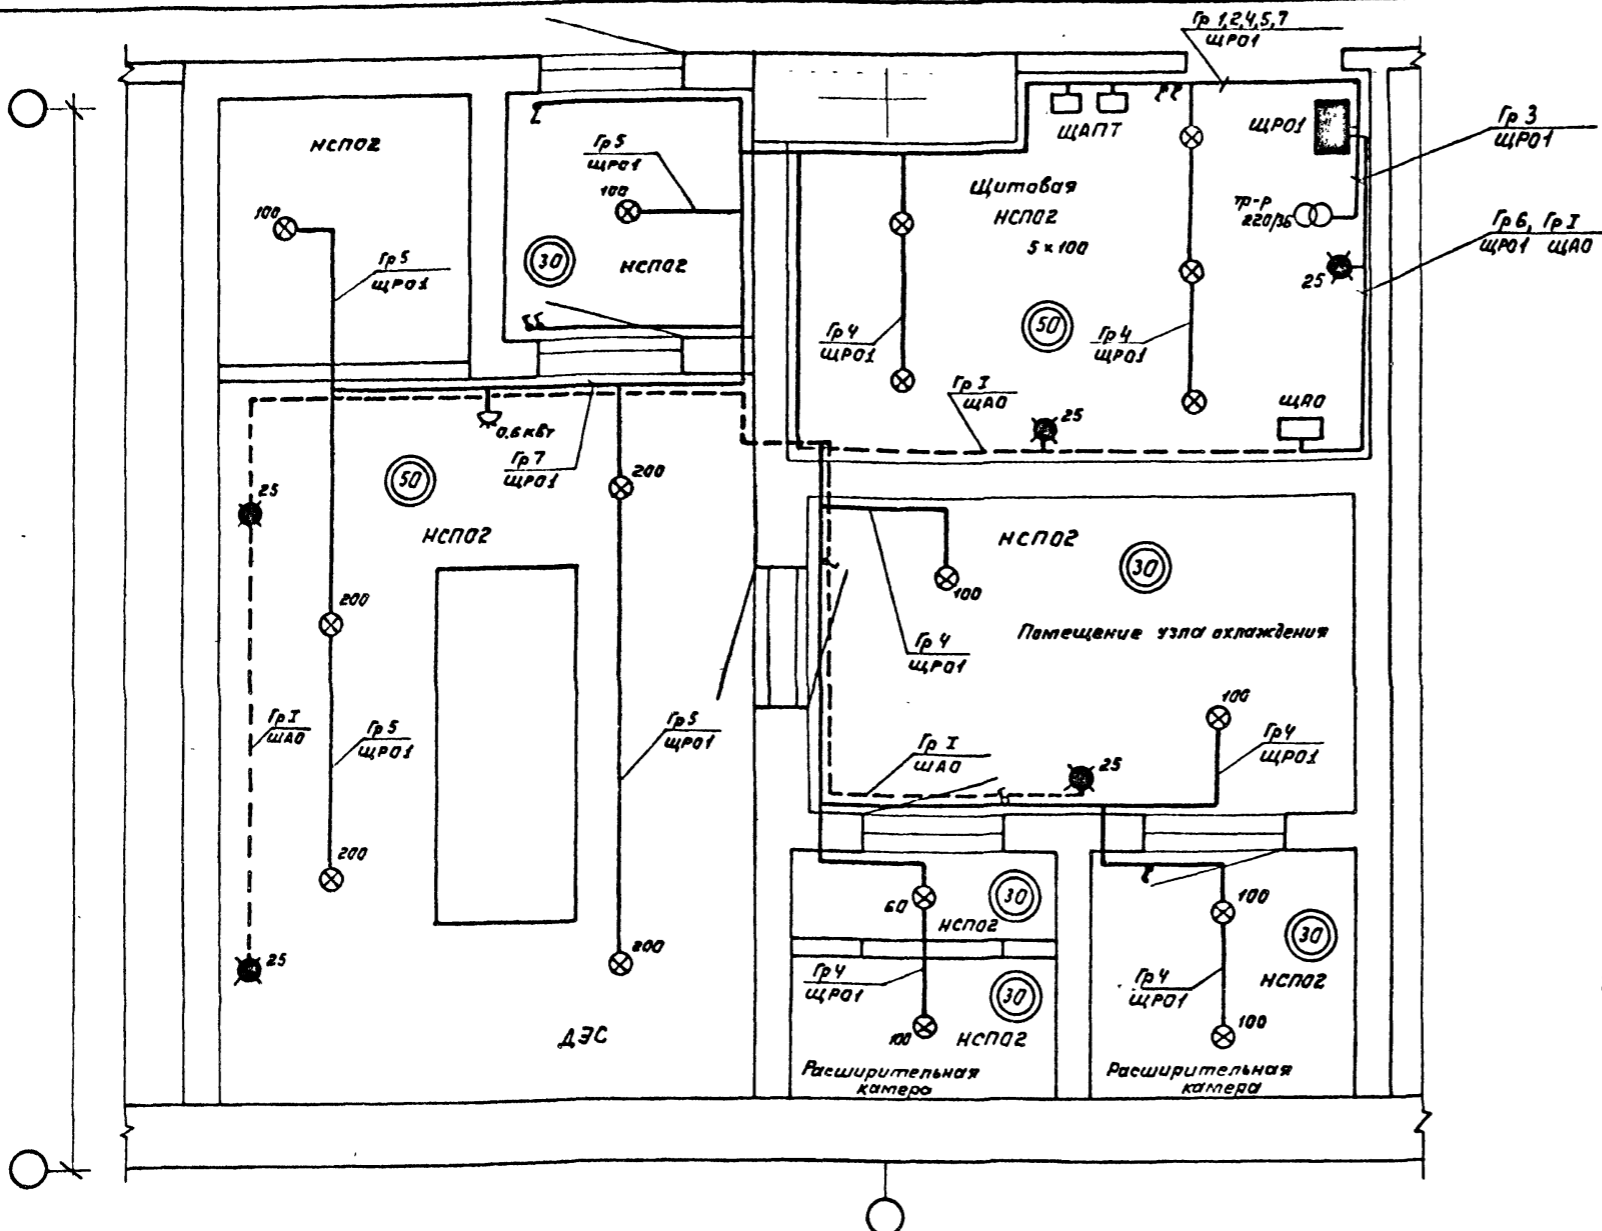 Гр 1,2,4,5,7
ЩРО1
НСП02
Гр 5
ЩРО1
100
НСП02
30
100
Гр 5
ЩРО1
ЩАПТ
ЩРО1
Гр 3
ЩРО1
Щитовая
НСП02
5 × 100
Тр-р
220/36
Гр 6, Гр I
ЩРО1 ЩАО
25
50
Гр 4
ЩРО1
Гр 4
ЩРО1
Гр I
ЩАО
25
ЩАО
0,6 кВт
Гр 7
ЩРО1
50
200
25
НСП02
200
Гр I
ЩАО
Гр 5
ЩРО1
Гр 5
ЩРО1
200
25
200
ДЭС
НСП02
30
100
Помещение узла охлаждения
Гр 4
ЩРО1
100
Гр I
ЩАО
25
Гр 4
ЩРО1
60
30
НСП02
Гр 4
ЩРО1
30
100
НСП02
Расширительная
камера
100
30
НСП02
Гр 4
ЩРО1
100
Расширительная
камера